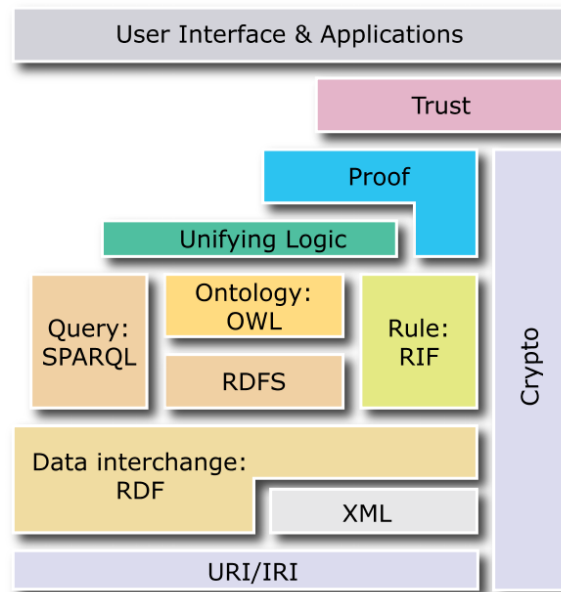 User Interface & Applications
Trust
Proof
Unifying Logic
Query:
SPARQL
Ontology:
OWL
RDFS
Rule:
RIF
Crypto
Data interchange:
RDF
XML
URI/IRI